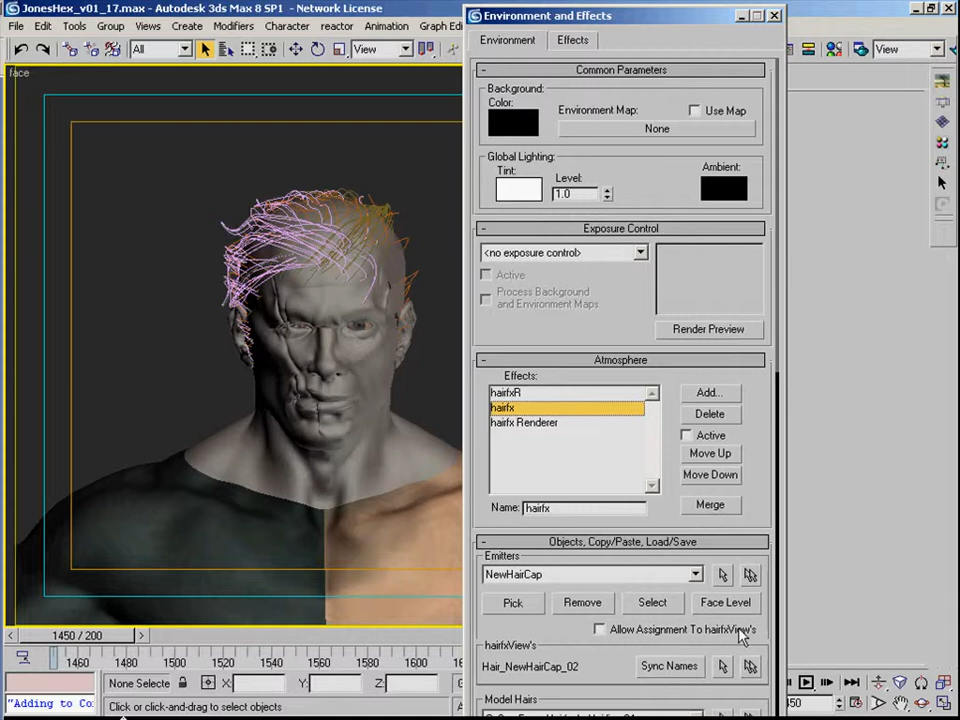 JonesHex_v01_17.max - Autodesk 3ds Max 8 SP1 - Network License
File Edit Tools Group Views Create Modifiers Character reactor Animation Graph Edi
All View
View
face
Environment and Effects
Environment Effects
Common Parameters
Background:
Color:
Environment Map: Use Map
None
Global Lighting:
Tint: Level: Ambient:
1.0
Exposure Control
<no exposure control>
Active
Process Background
and Environment Maps
Render Preview
Atmosphere
Effects:
hairfxR
hairfx
hairfx Renderer
Add...
Delete
Active
Move Up
Move Down
Name: hairfx
Merge
Objects, Copy/Paste, Load/Save
Emitters
NewHairCap
Pick Remove Select Face Level
Allow Assignment To hairfxView's
hairfxView's
Hair_NewHairCap_02 Sync Names
Model Hairs
1450 / 200
1460 1480 1500 1520 1540 1560 1580 1600
None Selecte X: Y: Z:
"Adding to Co
Click or click-and-drag to select objects
450